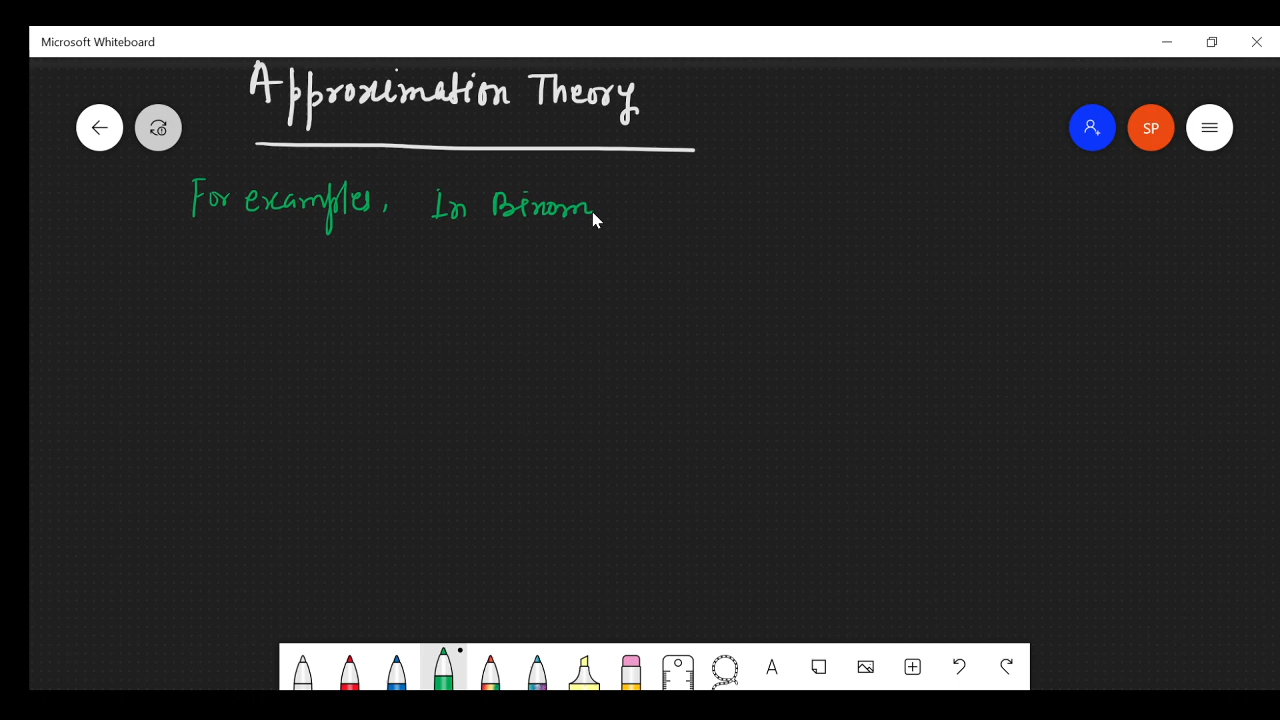 Microsoft Whiteboard
Approximation Theory
SP
For examples, In Binom
A